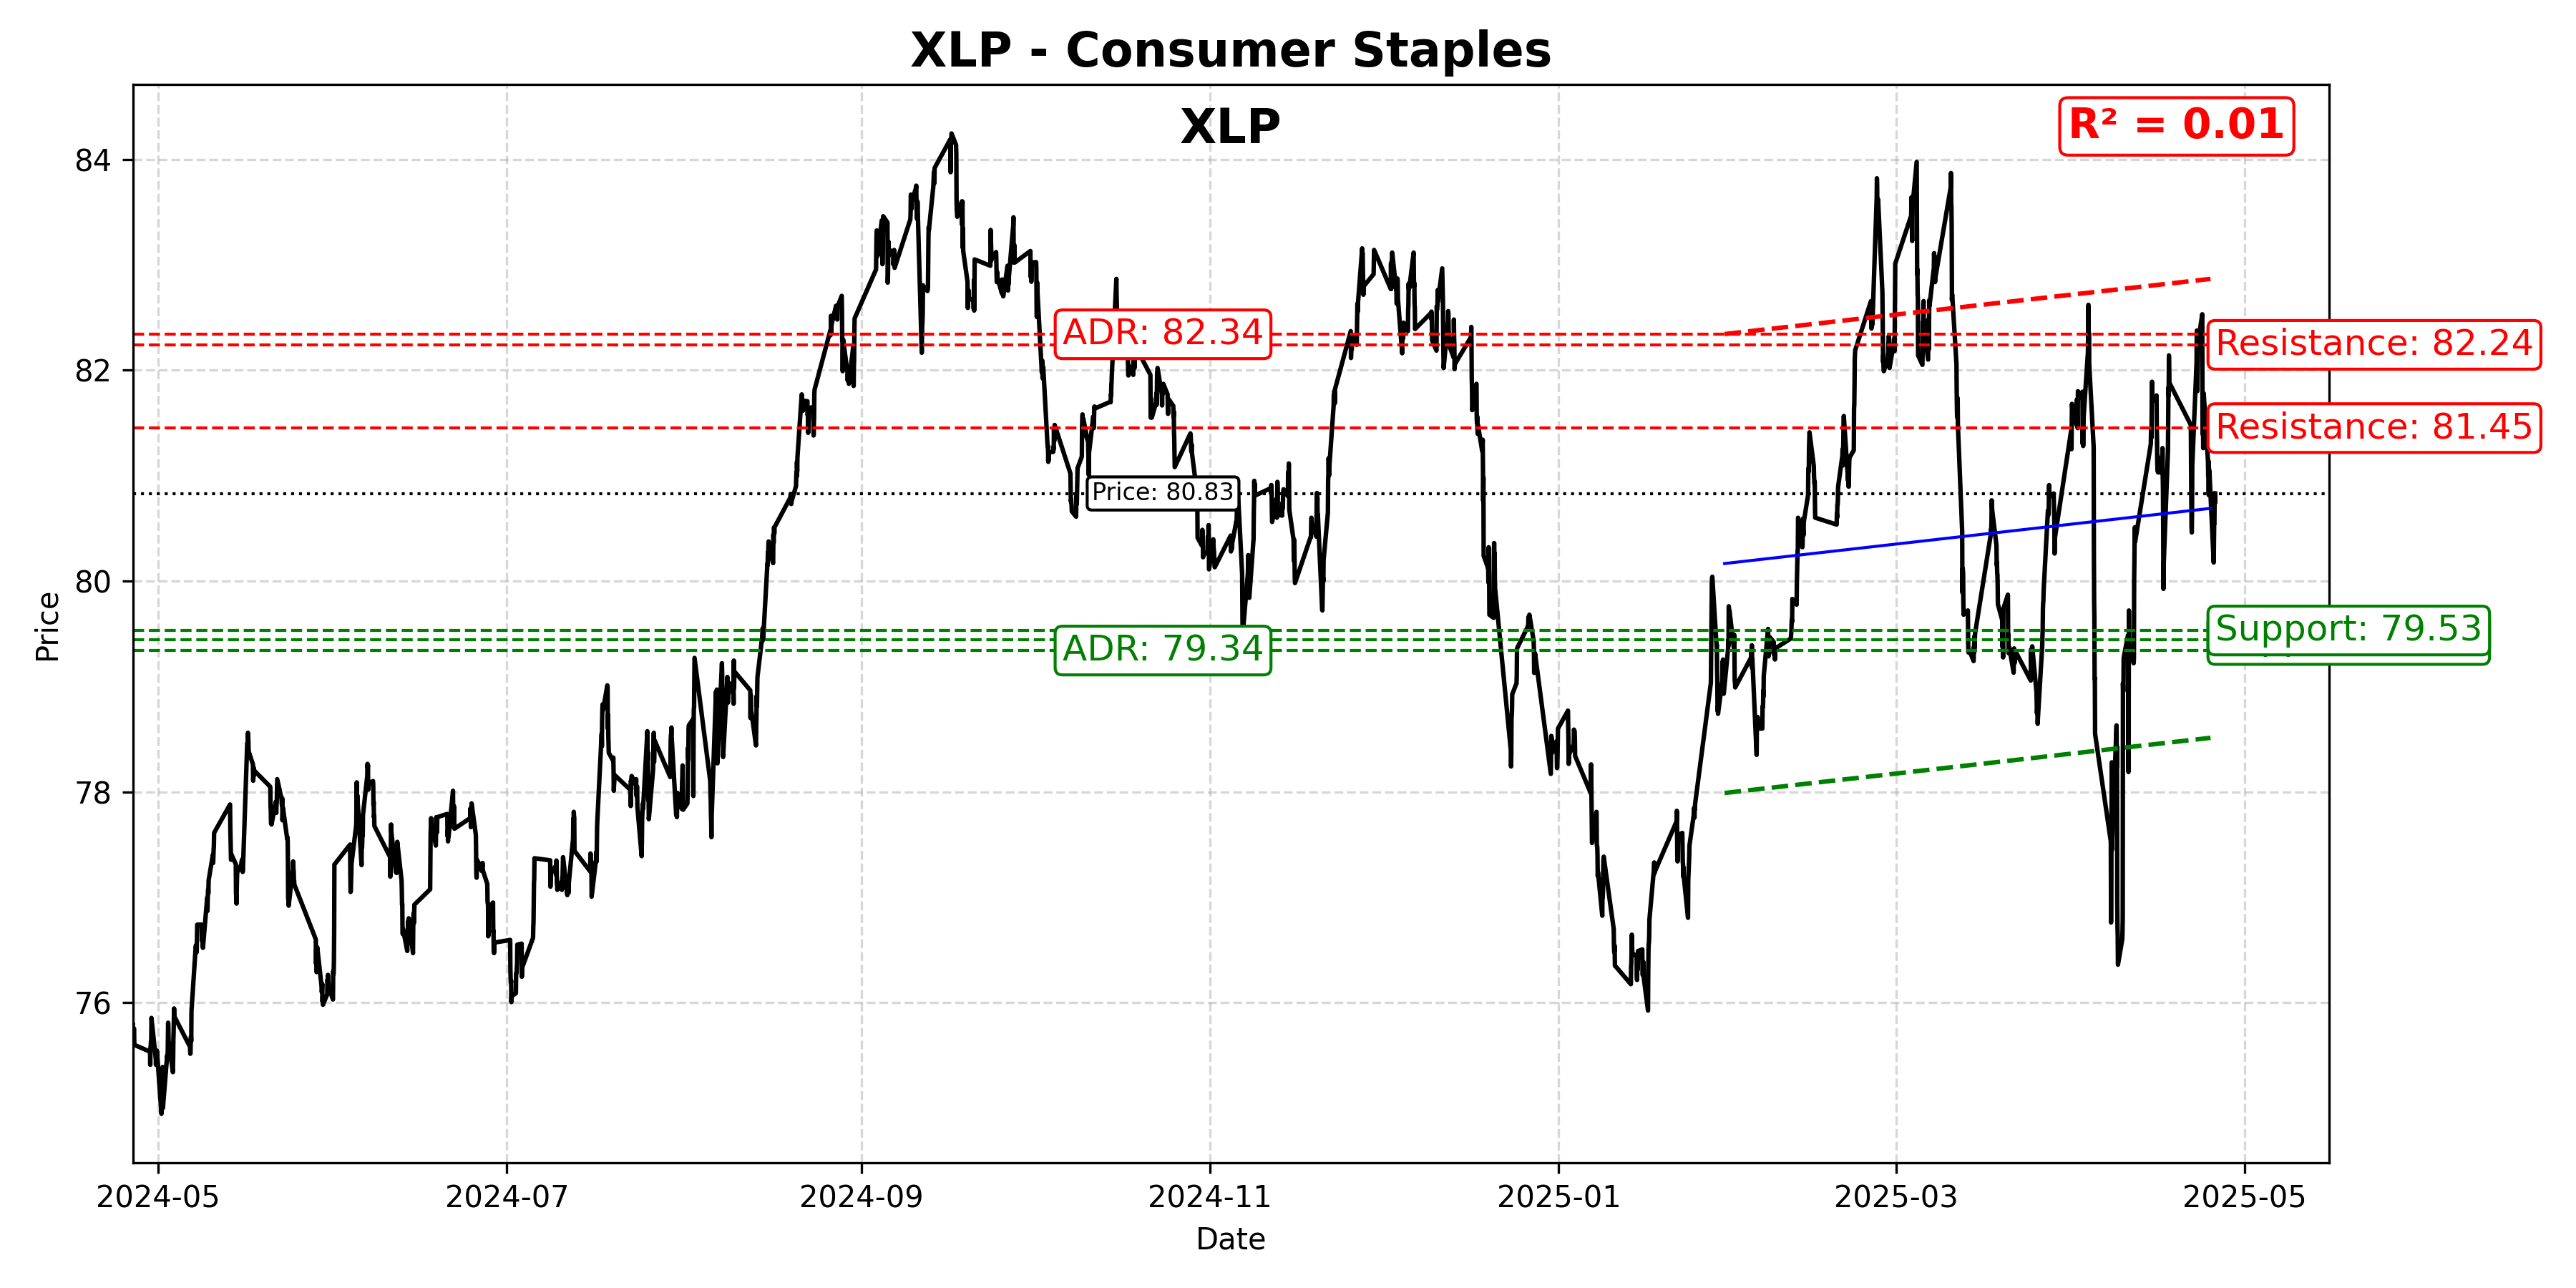 XLP - Consumer Staples
XLP
R² = 0.01
84
82
80
78
76
Price
ADR: 82.34
Resistance: 82.24
Resistance: 81.45
Price: 80.83
Support: 79.53
ADR: 79.34
2024-05
2024-07
2024-09
2024-11
2025-01
2025-03
2025-05
Date